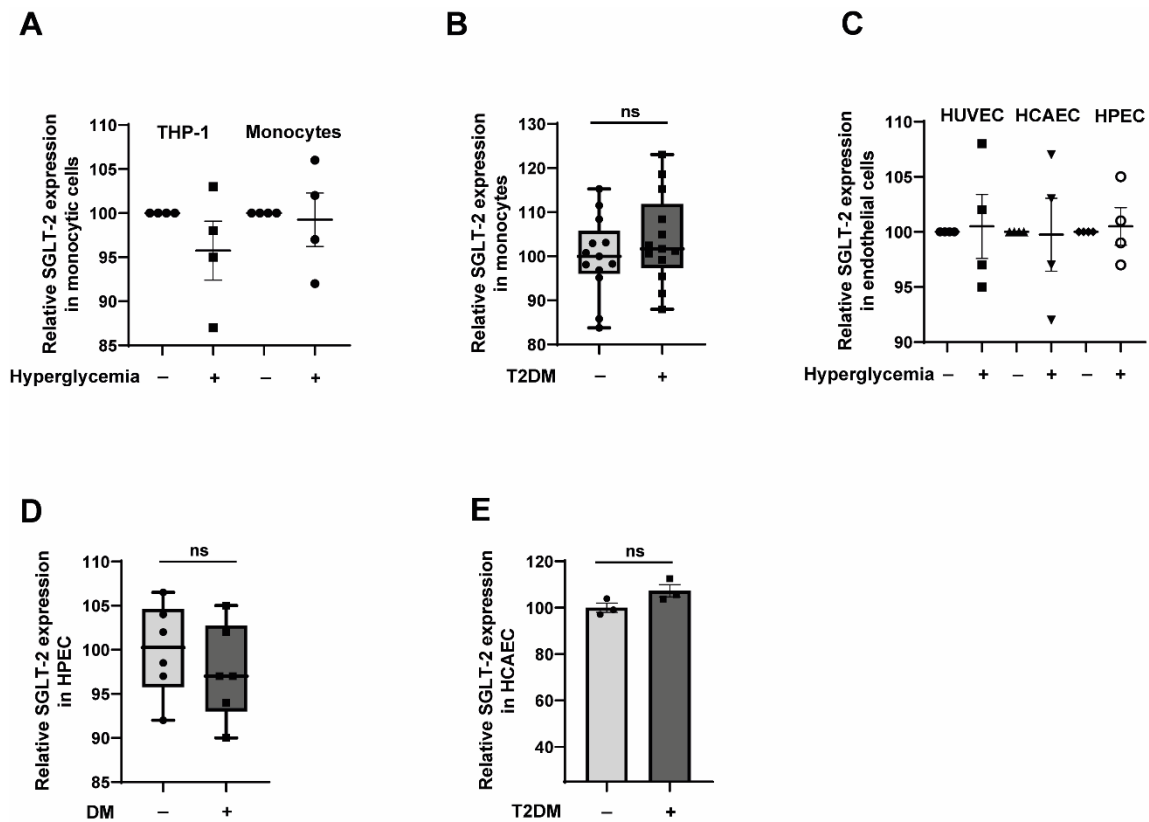 A
Relative SGLT-2 expression
in monocytic cells
110
105
100
95
90
85
THP-1 Monocytes
Hyperglycemia – + – +
B
Relative SGLT-2 expression
in monocytes
130
120
110
100
90
80
ns
T2DM – +
C
Relative SGLT-2 expression
in endothelial cells
110
105
100
95
90
HUVEC HCAEC HPEC
Hyperglycemia – + – + – +
D
Relative SGLT-2 expression
in HPEC
110
105
100
95
90
85
ns
DM – +
E
Relative SGLT-2 expression
in HCAEC
120
100
80
60
40
ns
T2DM – +